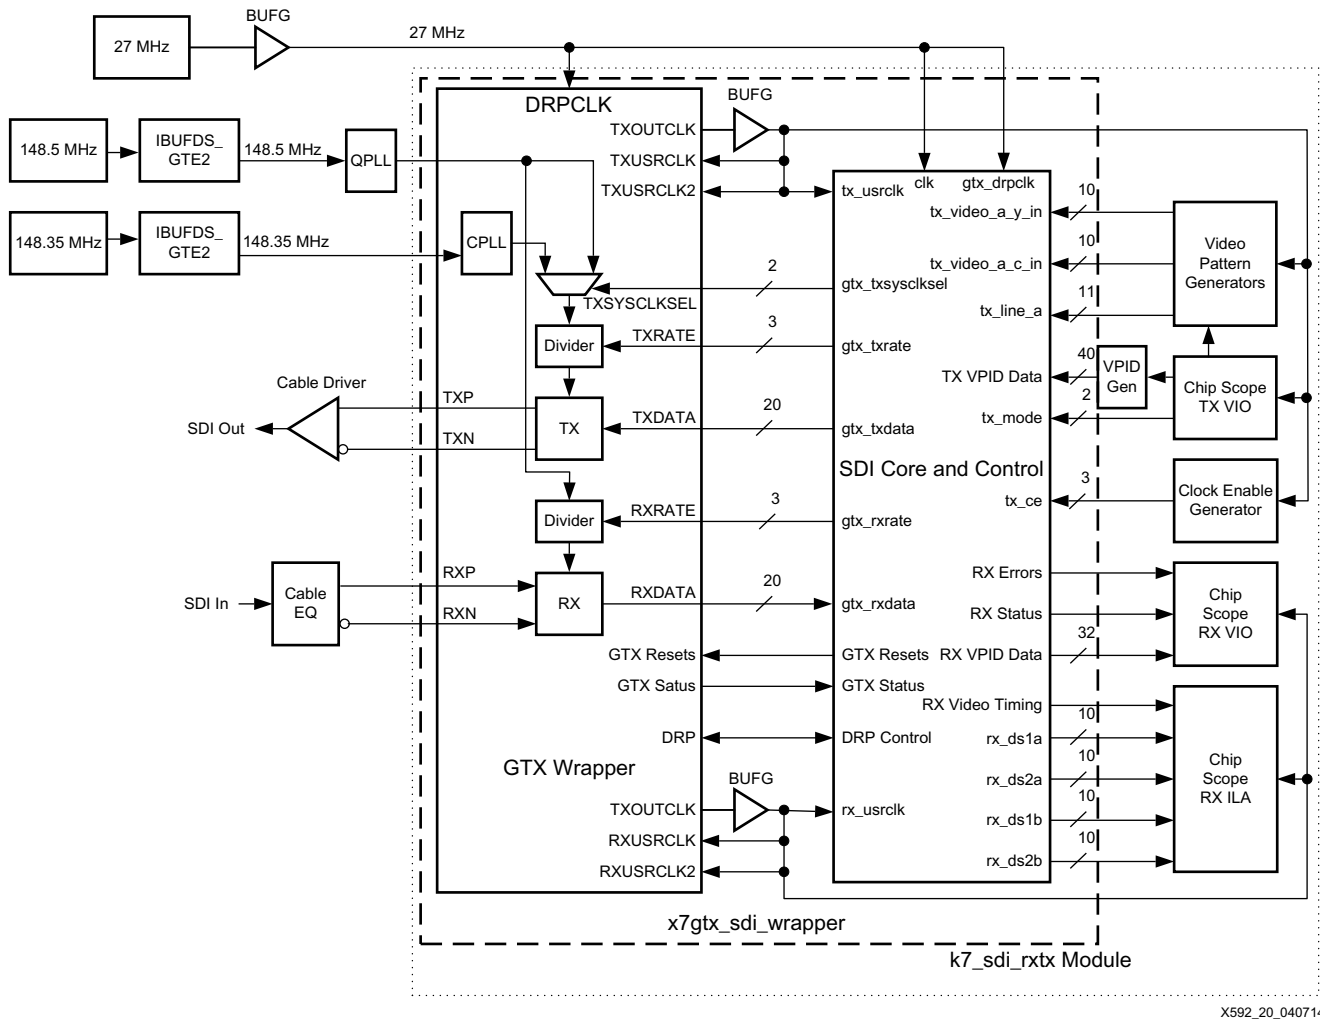 BUFG
27 MHz
27 MHz
DRPCLK
BUFG
TXOUTCLK
148.5 MHz
IBUFDS_
GTE2
148.5 MHz
QPLL
TXUSRCLK
TXUSRCLK2
tx_usrclk
clk
gtx_drpclk
10
tx_video_a_y_in
148.35 MHz
IBUFDS_
GTE2
148.35 MHz
CPLL
Video
Pattern
Generators
10
tx_video_a_c_in
2
gtx_txsysclksel
TXSYSCLKSEL
11
tx_line_a
Divider
TXRATE
3
gtx_txrate
40
TX VPID Data
VPID
Gen
Chip Scope
TX VIO
2
tx_mode
Cable Driver
SDI Out
TXP
TXN
TX
TXDATA
20
gtx_txdata
SDI Core and Control
3
tx_ce
Clock Enable
Generator
Divider
RXRATE
3
gtx_rxrate
SDI In
Cable
EQ
RXP
RXN
RX
RXDATA
20
gtx_rxdata
RX Errors
RX Status
32
RX VPID Data
Chip
Scope
RX VIO
GTX Resets
GTX Resets
GTX Satus
GTX Status
RX Video Timing
10
rx_ds1a
DRP
DRP Control
10
rx_ds2a
Chip
Scope
RX ILA
GTX Wrapper
BUFG
TXOUTCLK
rx_usrclk
10
rx_ds1b
RXUSRCLK
10
rx_ds2b
RXUSRCLK2
x7gtx_sdi_wrapper
k7_sdi_rxtx Module
X592_20_040714